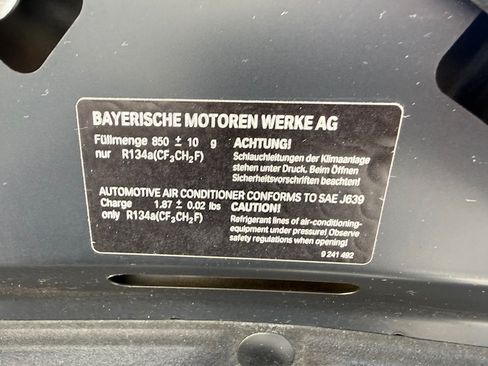 BAYERISCHE MOTOREN WERKE AG
Füllmenge 850 ± 10 g
nur R134a(CF₃CH₂F)
ACHTUNG!
Schlauchleitungen der Klimaanlage
stehen unter Druck. Beim Öffnen
Sicherheitsvorschriften beachten!
AUTOMOTIVE AIR CONDITIONER CONFORMS TO SAE J639
Charge 1.87 ± 0.02 lbs
only R134a(CF₃CH₂F)
CAUTION!
Refrigerant lines of air-conditioning-
equipment under pressure! Observe
safety regulations when opening!
9 241 492